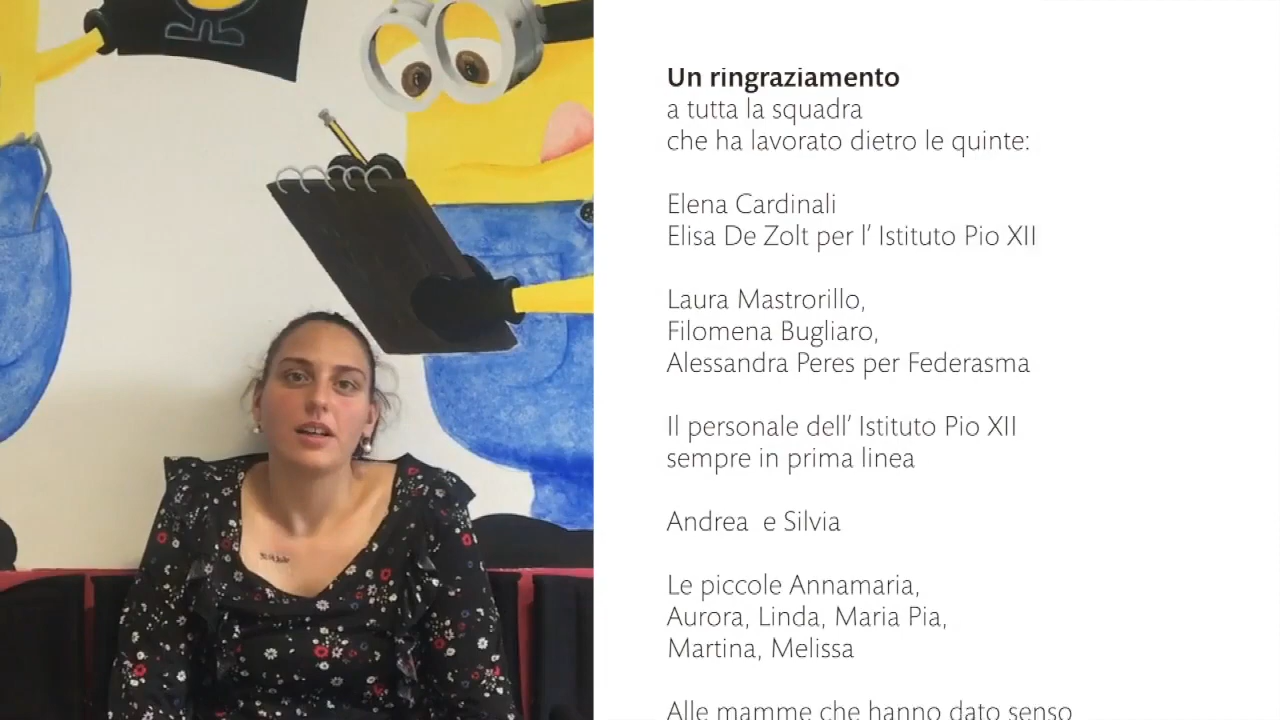 Un ringraziamento
a tutta la squadra
che ha lavorato dietro le quinte:
Elena Cardinali
Elisa De Zolt per l’ Istituto Pio XII
Laura Mastrorillo,
Filomena Bugliaro,
Alessandra Peres per Federasma
Il personale dell’ Istituto Pio XII
sempre in prima linea
Andrea e Silvia
Le piccole Annamaria,
Aurora, Linda, Maria Pia,
Martina, Melissa
Alle mamme che hanno dato senso